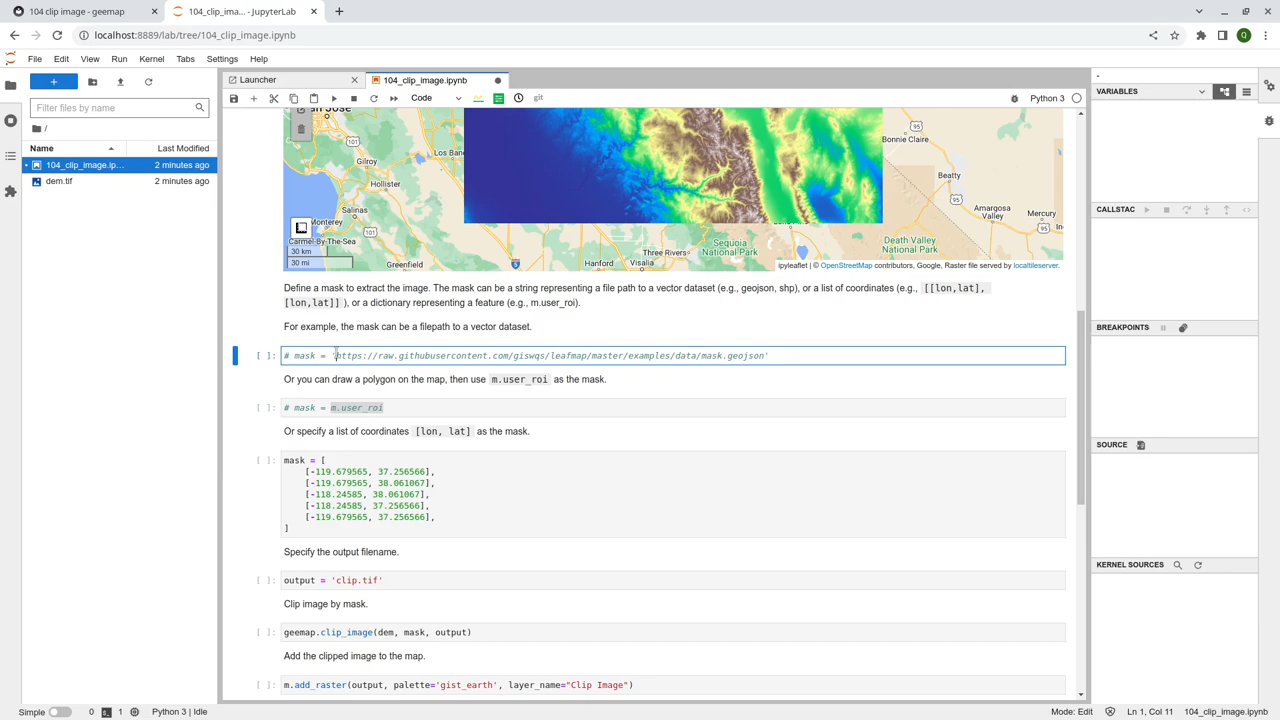 104 clip image - geemap
104_clip_ima... - JupyterLab
localhost:8889/lab/tree/104_clip_image.ipynb
Q
File Edit View Run Kernel Tabs Settings Help
Launcher
104_clip_image.ipynb
Code
git
Python 3
Filter files by name
/
Name
Last Modified
104_clip_image.ip... 2 minutes ago
dem.tif 2 minutes ago
Gilroy
Los Ban
Hollister
Salinas
Monterey
Carmel-By-The-Sea
Greenfield
Hanford
Visalia
Three Rivers
Sequoia
National Park
Bonnie Claire
Beatty
Amargosa
Valley
Mercury
Death Valley
National Park
101
101
5
95
95
95
30 km
30 mi
ipyleaflet | © OpenStreetMap contributors, Google, Raster file served by localtileserver.
Define a mask to extract the image. The mask can be a string representing a file path to a vector dataset (e.g., geojson, shp), or a list of coordinates (e.g., [[lon,lat],
[lon,lat]] ), or a dictionary representing a feature (e.g., m.user_roi).
For example, the mask can be a filepath to a vector dataset.
[ ]: # mask = 'https://raw.githubusercontent.com/giswqs/leafmap/master/examples/data/mask.geojson'
Or you can draw a polygon on the map, then use m.user_roi as the mask.
[ ]: # mask = m.user_roi
Or specify a list of coordinates [lon, lat] as the mask.
[ ]: mask = [
[-119.679565, 37.256566],
[-119.679565, 38.061067],
[-118.24585, 38.061067],
[-118.24585, 37.256566],
[-119.679565, 37.256566],
]
Specify the output filename.
[ ]: output = 'clip.tif'
Clip image by mask.
[ ]: geemap.clip_image(dem, mask, output)
Add the clipped image to the map.
[ ]: m.add_raster(output, palette='gist_earth', layer_name="Clip Image")
-
VARIABLES
CALLSTAC
BREAKPOINTS
SOURCE
KERNEL SOURCES
Simple 0 1 Python 3 | Idle
Mode: Edit Ln 1, Col 11 104_clip_image.ipynb